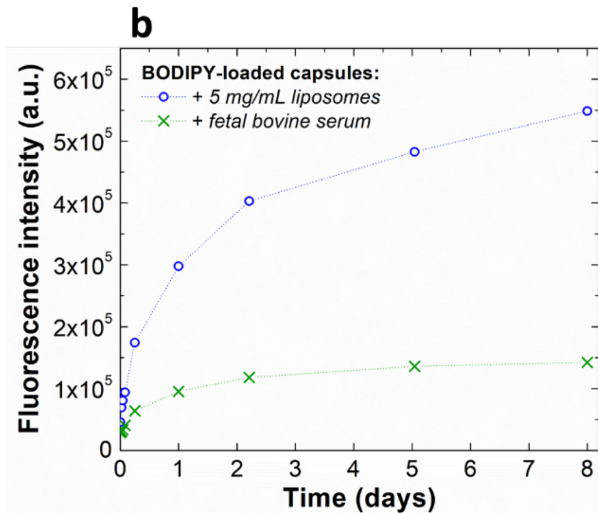 b
Fluorescence intensity (a.u.)
6x10⁵
5x10⁵
4x10⁵
3x10⁵
2x10⁵
1x10⁵
0
BODIPY-loaded capsules:
+ 5 mg/mL liposomes
+ fetal bovine serum
0 1 2 3 4 5 6 7 8
Time (days)